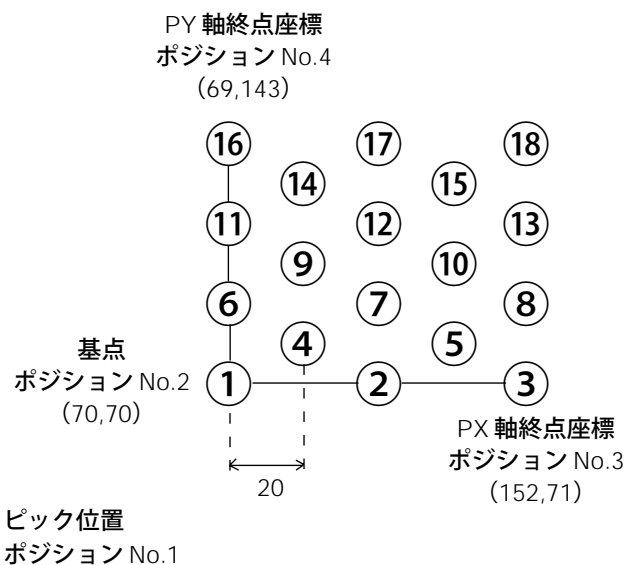 PY 軸終点座標
ポジション No.4
（69,143）
16 17 18
14 15
11 12 13
9 10
6 7 8
4 5
基点
ポジション No.2
（70,70）
1 2 3
PX 軸終点座標
ポジション No.3
（152,71）
20
ピック位置
ポジション No.1